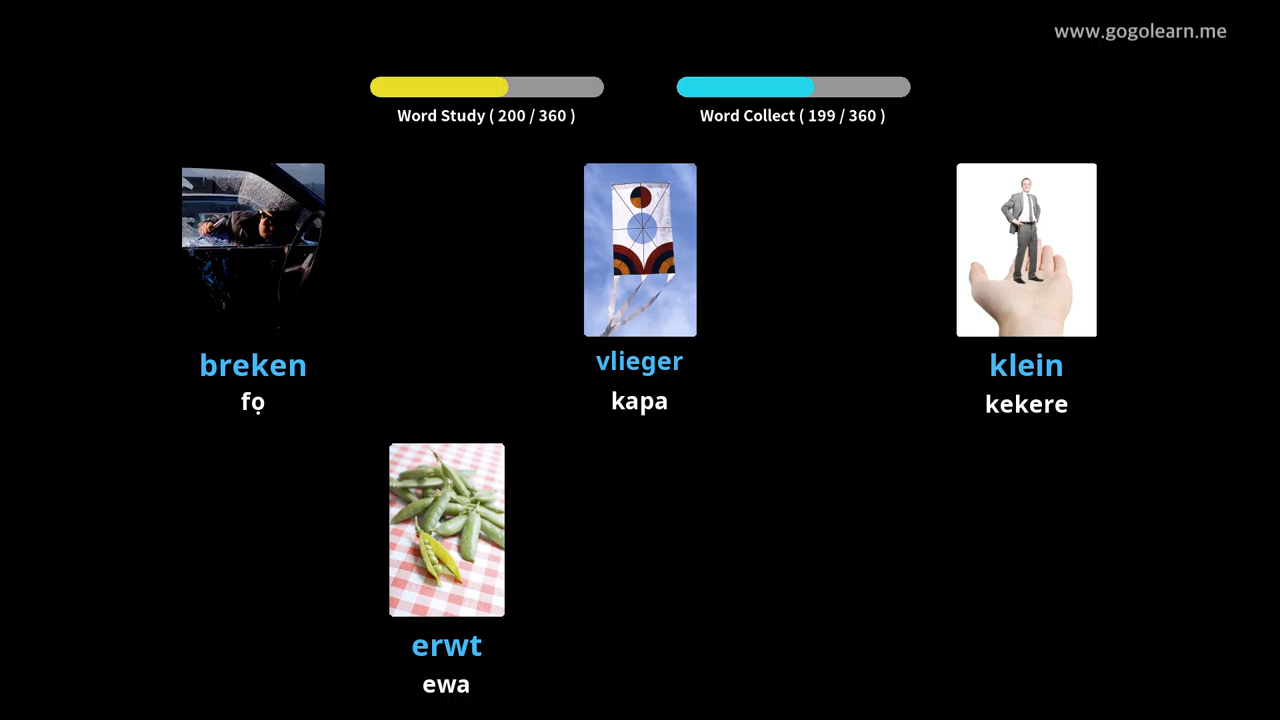 www.gogolearn.me
Word Study ( 200 / 360 )
Word Collect ( 199 / 360 )
breken
fọ
vlieger
kapa
klein
kekere
erwt
ewa